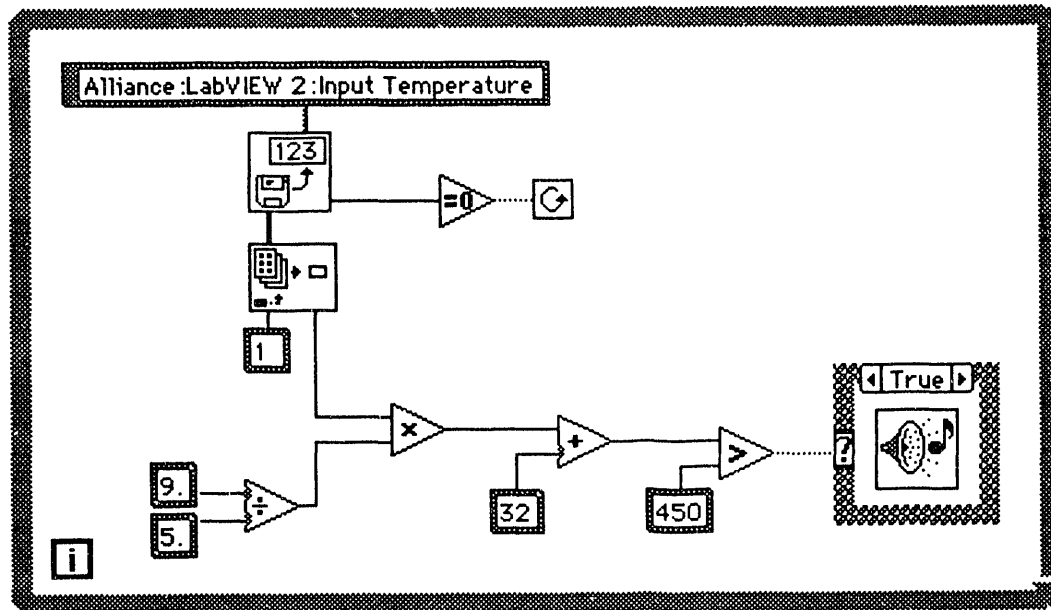 Alliance:LabVIEW 2:Input Temperature
123
=0
1
True
x
+
>
?
9.
÷
5.
32
450
i